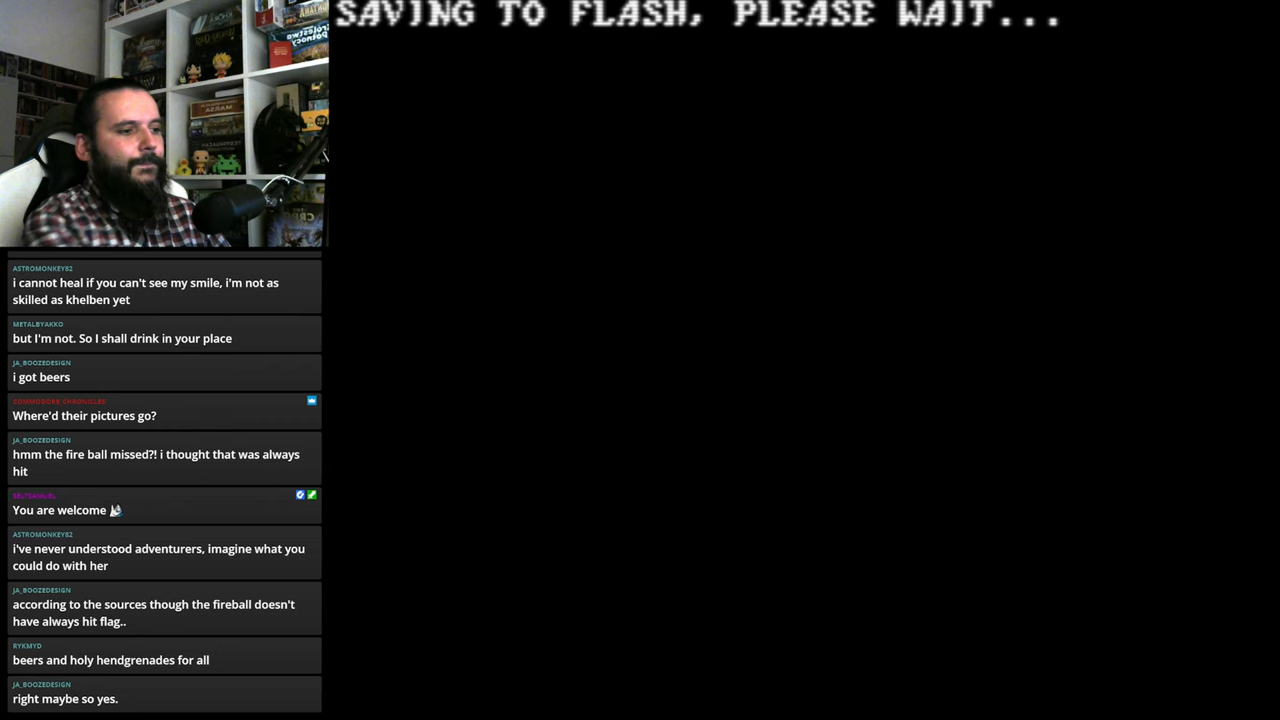 SAVING TO FLASH, PLEASE WAIT...
ASTROMONKEY82
i cannot heal if you can't see my smile, i'm not as
skilled as khelben yet
METALBYAKKO
but I'm not. So I shall drink in your place
JA_BOOZEDESIGN
i got beers
COMMODORE_CHRONICLES
Where'd their pictures go?
JA_BOOZEDESIGN
hmm the fire ball missed?! i thought that was always
hit
SELTSAMUEL
You are welcome
ASTROMONKEY82
i've never understood adventurers, imagine what you
could do with her
JA_BOOZEDESIGN
according to the sources though the fireball doesn't
have always hit flag..
RYKMYD
beers and holy hendgrenades for all
JA_BOOZEDESIGN
right maybe so yes.